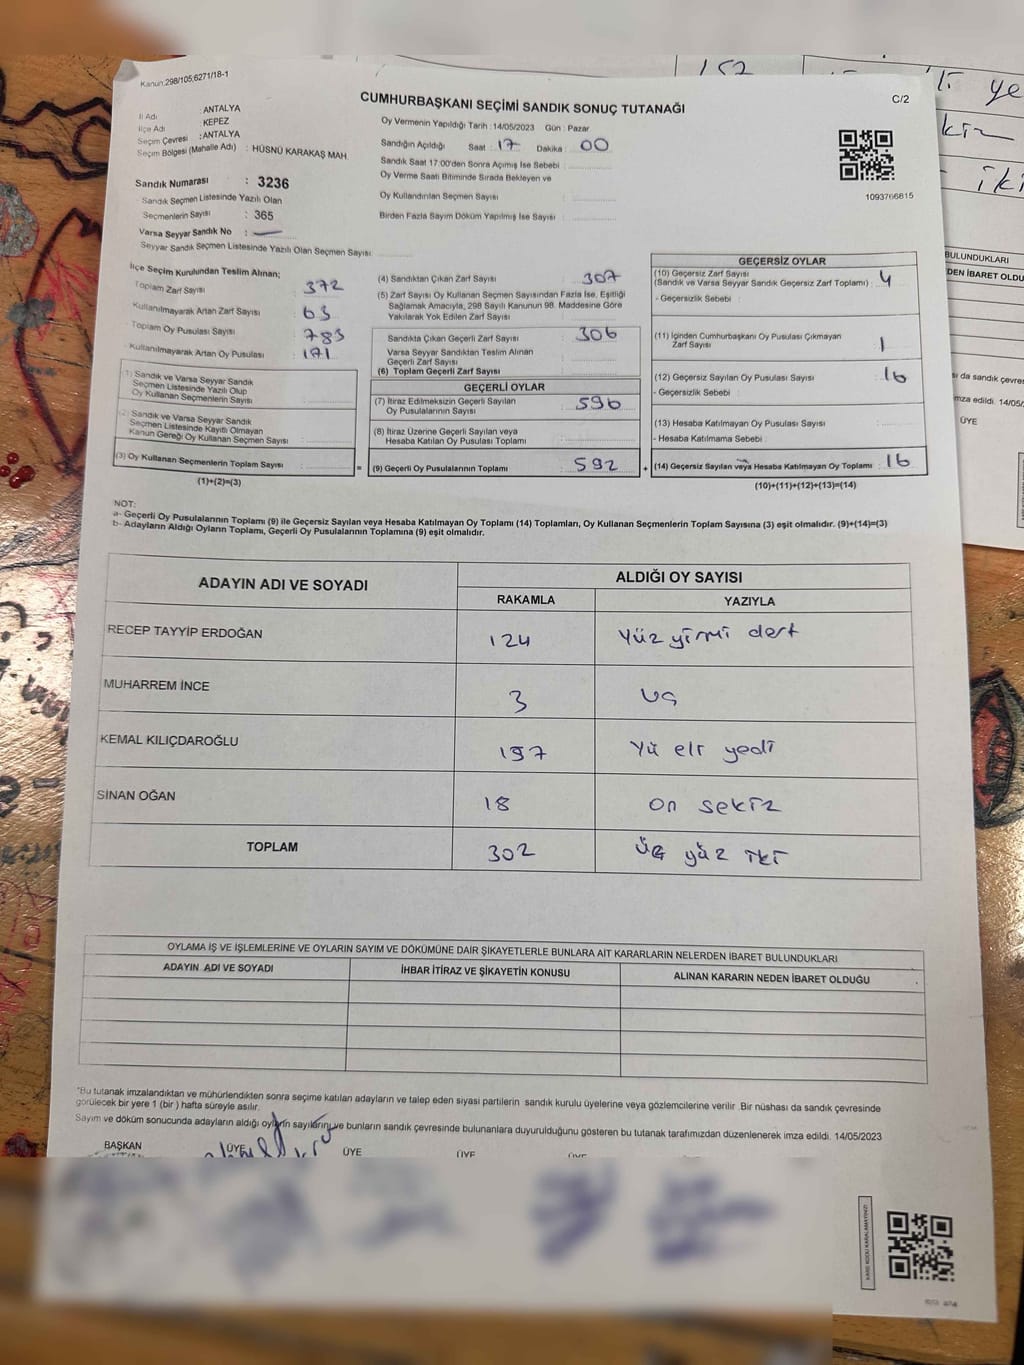 Kanun 298/105;6271/18-1
CUMHURBAŞKANI SEÇİMİ SANDIK SONUÇ TUTANAĞI
C/2
İl Adı : ANTALYA
İlçe Adı : KEPEZ
Seçim Çevresi : ANTALYA
Seçim Bölgesi (Mahalle Adı) : HÜSNÜ KARAKAŞ MAH.
Sandık Numarası : 3236
Sandık Seçmen Listesinde Yazılı Olan
Seçmenlerin Sayısı : 365
Varsa Seyyar Sandık No :
Seyyar Sandık Seçmen Listesinde Yazılı Olan Seçmen Sayısı:
Oy Vermenin Yapıldığı Tarih : 14/05/2023 Gün : Pazar
Sandığın Açıldığı Saat : 17 Dakika : 00
Sandık Saat 17:00'den Sonra Açımış İse Sebebi :
Oy Verme Saati Bitiminde Sırada Bekleyen ve
Oy Kullandırılan Seçmen Sayısı :
Birden Fazla Sayım Döküm Yapılmış İse Sayısı :
1093766815
İlçe Seçim Kurulundan Teslim Alınan;
Toplam Zarf Sayısı : 372
Kullanılmayarak Artan Zarf Sayısı : 63
Toplam Oy Pusulası Sayısı : 783
Kullanılmayarak Artan Oy Pusulası : 171
(1) Sandık ve Varsa Seyyar Sandık
Seçmen Listesinde Yazılı Olup
Oy Kullanan Seçmenlerin Sayısı :
(2) Sandık ve Varsa Seyyar Sandık
Seçmen Listesinde Kayıtlı Olmayan
Kanun Gereği Oy Kullanan Seçmen Sayısı :
(3) Oy Kullanan Seçmenlerin Toplam Sayısı :
(1)+(2)=(3)
(4) Sandıktan Çıkan Zarf Sayısı : 307
(5) Zarf Sayısı Oy Kullanan Seçmen Sayısından Fazla İse, Eşitliği
Sağlamak Amacıyla, 298 Sayılı Kanunun 98. Maddesine Göre
Yakılarak Yok Edilen Zarf Sayısı :
Sandıkta Çıkan Geçerli Zarf Sayısı : 306
Varsa Seyyar Sandıktan Teslim Alınan
Geçerli Zarf Sayısı :
(6) Toplam Geçerli Zarf Sayısı :
GEÇERLİ OYLAR
(7) İtiraz Edilmeksizin Geçerli Sayılan
Oy Pusulalarının Sayısı : 596
(8) İtiraz Üzerine Geçerli Sayılan veya
Hesaba Katılan Oy Pusulası Toplamı :
= (9) Geçerli Oy Pusulalarının Toplamı : 592 +
GEÇERSİZ OYLAR
(10) Geçersiz Zarf Sayısı
(Sandık ve Varsa Seyyar Sandık Geçersiz Zarf Toplamı) : 4
- Geçersizlik Sebebi :
(11) İçinden Cumhurbaşkanı Oy Pusulası Çıkmayan
Zarf Sayısı : 1
(12) Geçersiz Sayılan Oy Pusulası Sayısı : 16
- Geçersizlik Sebebi :
(13) Hesaba Katılmayan Oy Pusulası Sayısı :
- Hesaba Katılmama Sebebi :
(14) Geçersiz Sayılan veya Hesaba Katılmayan Oy Toplamı : 16
(10)+(11)+(12)+(13)=(14)
NOT:
a- Geçerli Oy Pusulalarının Toplamı (9) ile Geçersiz Sayılan veya Hesaba Katılmayan Oy Toplamı (14) Toplamları, Oy Kullanan Seçmenlerin Toplam Sayısına (3) eşit olmalıdır. (9)+(14)=(3)
b- Adayların Aldığı Oyların Toplamı, Geçerli Oy Pusulalarının Toplamına (9) eşit olmalıdır.
ADAYIN ADI VE SOYADI
ALDIĞI OY SAYISI
RAKAMLA YAZIYLA
RECEP TAYYİP ERDOĞAN 124 Yüz yirmi dert
MUHARREM İNCE 3 Uç
KEMAL KILIÇDAROĞLU 157 Yü elr yedi
SİNAN OĞAN 18 on sekiz
TOPLAM 302 Üç yüz iki
OYLAMA İŞ VE İŞLEMLERİNE VE OYLARIN SAYIM VE DÖKÜMÜNE DAİR ŞİKAYETLERLE BUNLARA AİT KARARLARIN NELERDEN İBARET BULUNDUKLARI
ADAYIN ADI VE SOYADI İHBAR İTİRAZ VE ŞİKAYETİN KONUSU ALINAN KARARIN NEDEN İBARET OLDUĞU
*Bu tutanak imzalandıktan ve mühürlendikten sonra seçime katılan adayların ve talep eden siyasi partilerin sandık kurulu üyelerine veya gözlemcilerine verilir. Bir nüshası da sandık çevresinde
görülecek bir yere 1 (bir) hafta süreyle asılır.
Sayım ve döküm sonucunda adayların aldığı oyların sayılarını ve bunların sandık çevresinde bulunanlara duyurulduğunu gösteren bu tutanak tarafımızdan düzenlenerek imza edildi. 14/05/2023
BAŞKAN ÜYE ÜYE ÜYE ÜYE
152
ye
kin
iki
BULUNDUKLARI
DEN İBARET OLDU
da sandık çevres
imza edildi. 14/05/
ÜYE